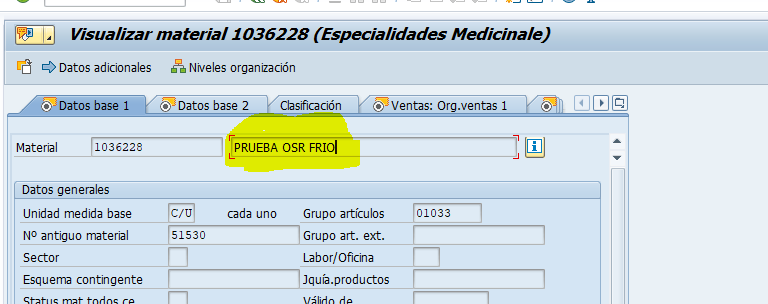 Visualizar material 1036228 (Especialidades Medicinale)
Datos adicionales Niveles organización
Datos base 1 Datos base 2 Clasificación Ventas: Org.ventas 1
Material 1036228 PRUEBA OSR FRIO
Datos generales
Unidad medida base C/U cada uno Grupo artículos 01033
Nº antiguo material 51530 Grupo art. ext.
Sector Labor/Oficina
Esquema contingente Jquía.productos
Status mat.todos ce. Válido de